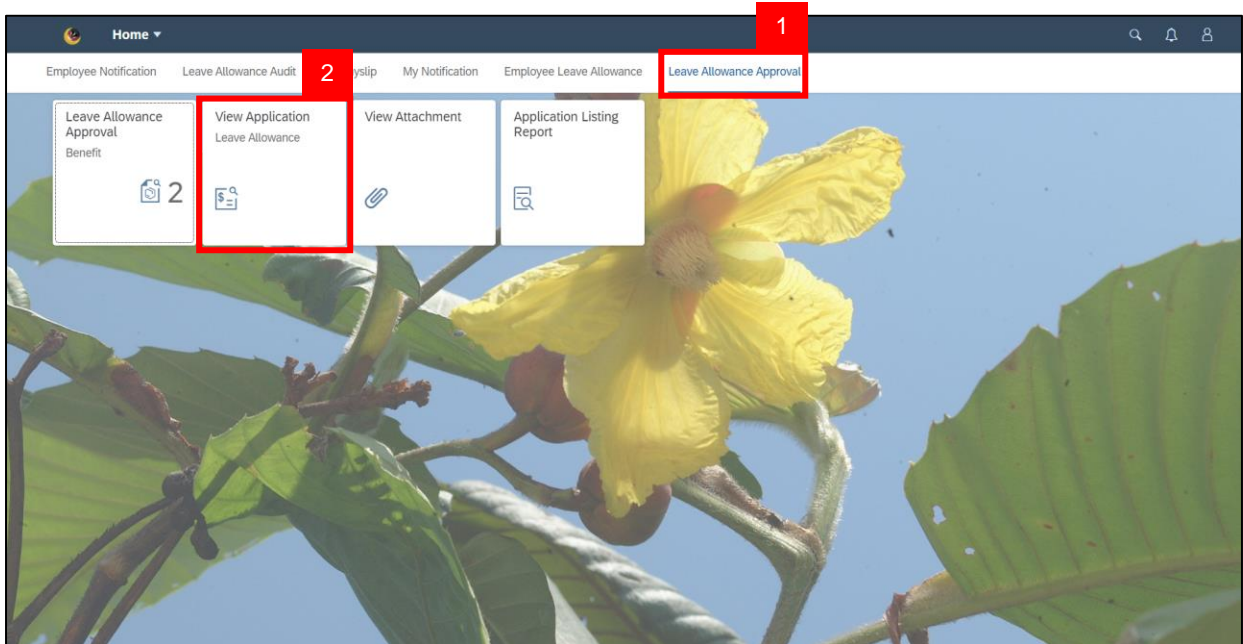 1
Home
Employee Notification Leave Allowance Audit 2 yslip My Notification Employee Leave Allowance Leave Allowance Approval
Leave Allowance
Approval
Benefit
2
View Application
Leave Allowance
View Attachment
Application Listing
Report